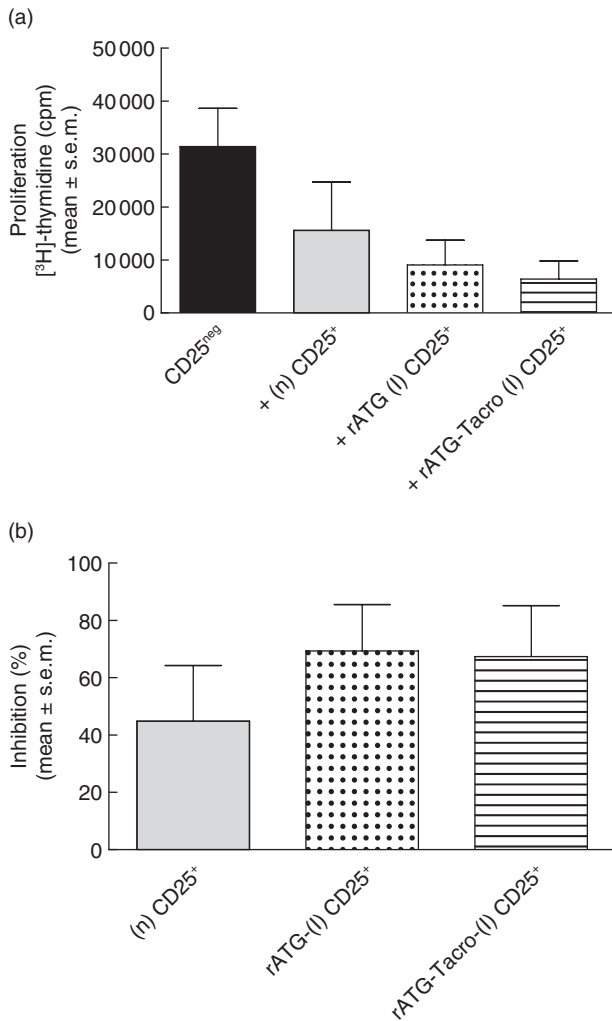 (a)
50 000
40 000
30 000
20 000
10 000
0
Proliferation
[³H]-thymidine (cpm)
(mean ± s.e.m.)
CD25ⁿᵉᵍ
+ (n) CD25⁺
+ rATG (I) CD25⁺
+ rATG-Tacro (I) CD25⁺
(b)
100
80
60
40
20
0
Inhibition (%)
(mean ± s.e.m.)
(n) CD25⁺
rATG-(I) CD25⁺
rATG-Tacro-(I) CD25⁺